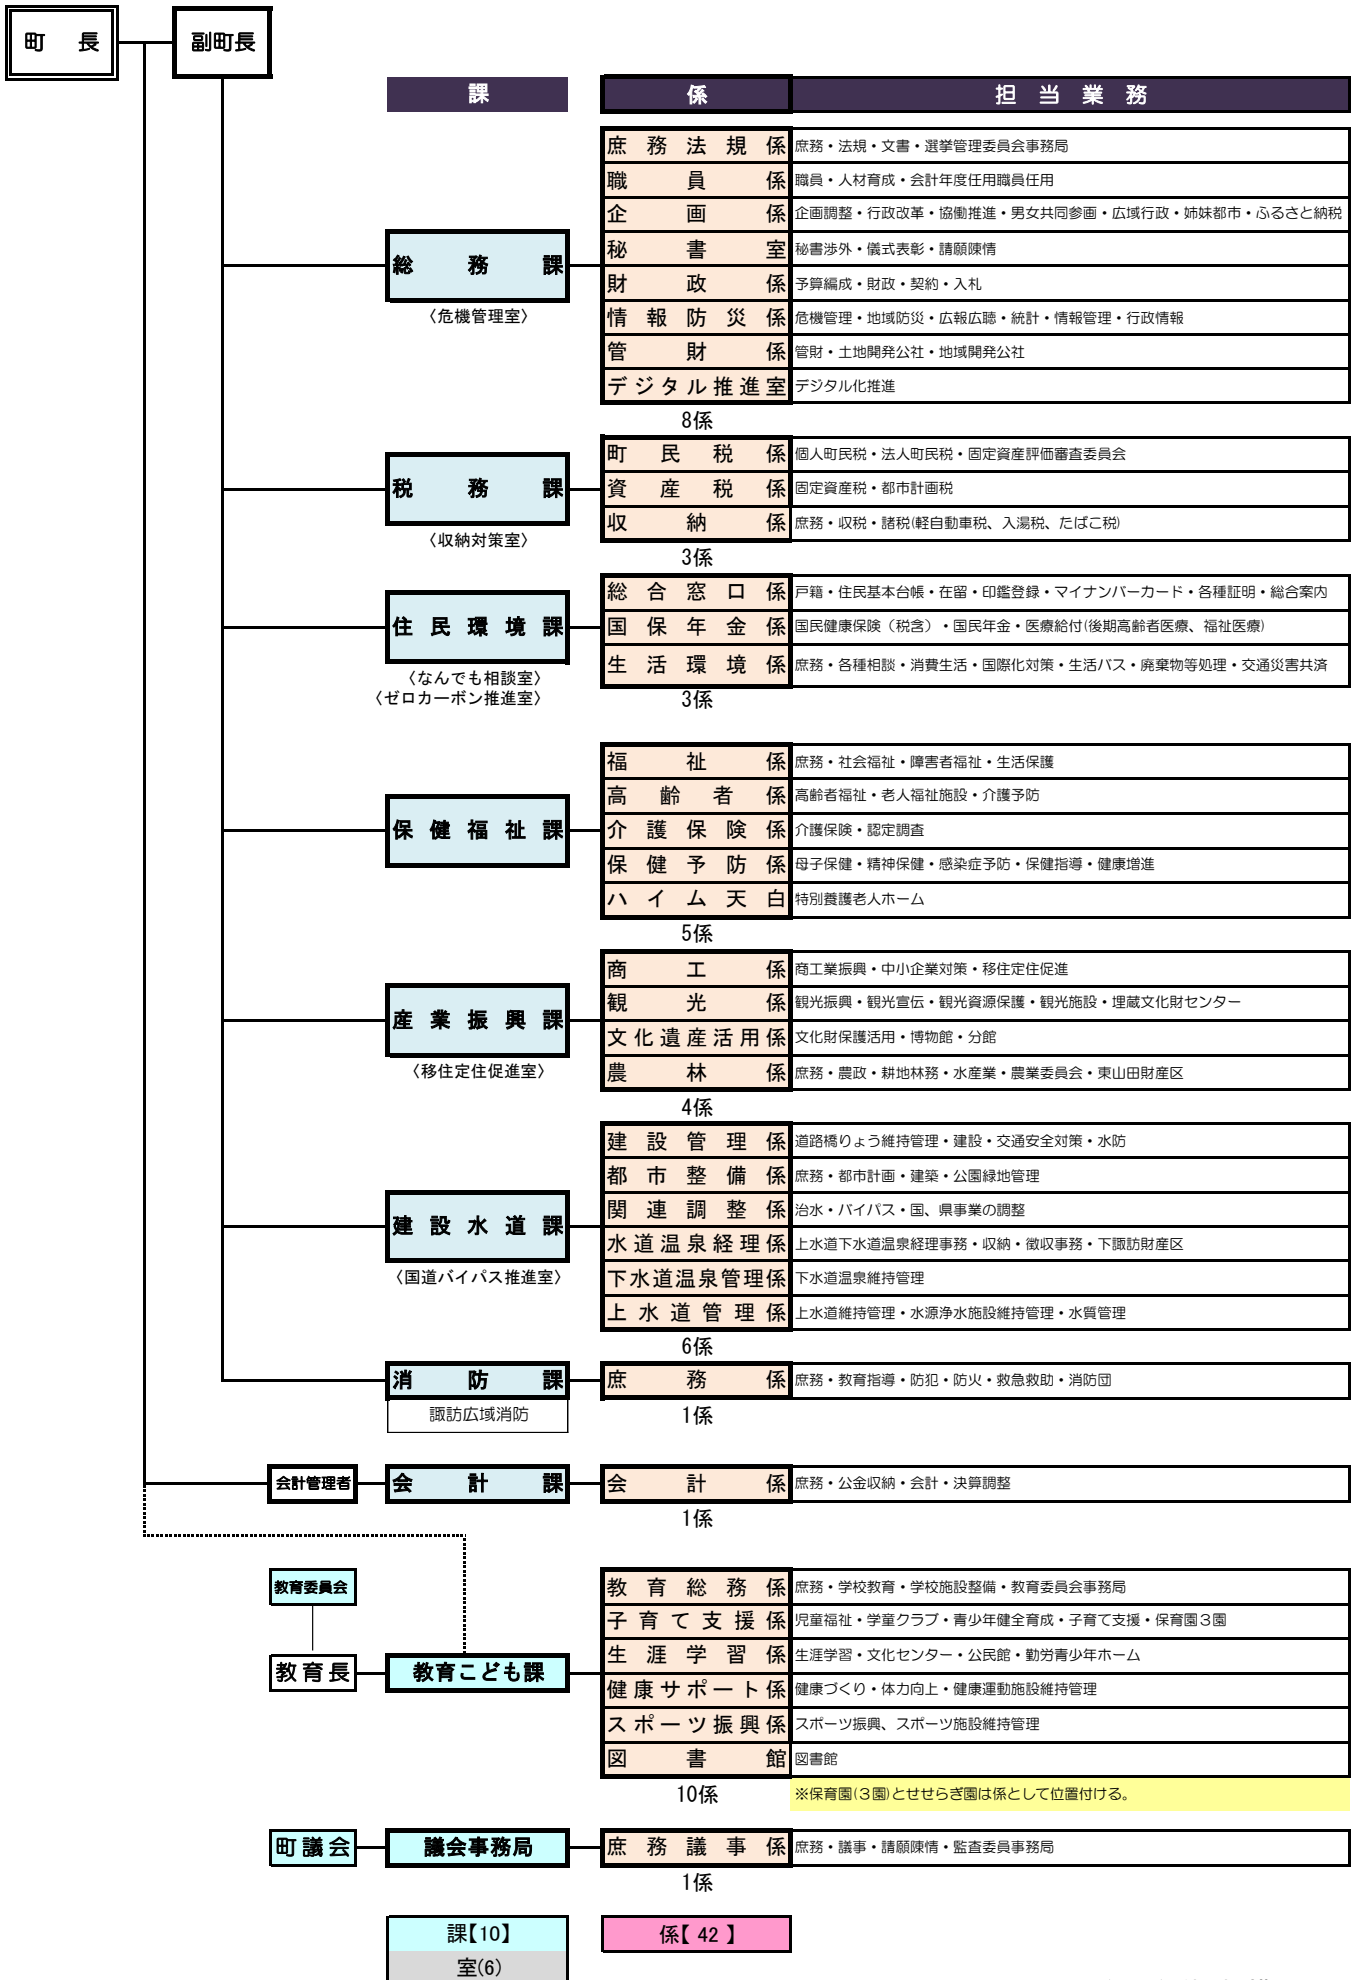 町　長
副町長
課
係
担当業務
庶務法規係
庶務・法規・文書・選挙管理委員会事務局
職員係
職員・人材育成・会計年度任用職員任用
企画係
企画調整・行政改革・協働推進・男女共同参画・広域行政・姉妹都市・ふるさと納税
総務課
〈危機管理室〉
秘書室
秘書渉外・儀式表彰・請願陳情
財政係
予算編成・財政・契約・入札
情報防災係
危機管理・地域防災・広報広聴・統計・情報管理・行政情報
管財係
管財・土地開発公社・地域開発公社
デジタル推進室
デジタル化推進
8係
税務課
〈収納対策室〉
町民税係
個人町民税・法人町民税・固定資産評価審査委員会
資産税係
固定資産税・都市計画税
収納係
庶務・収税・諸税(軽自動車税、入湯税、たばこ税)
3係
住民環境課
〈なんでも相談室〉
〈ゼロカーボン推進室〉
総合窓口係
戸籍・住民基本台帳・在留・印鑑登録・マイナンバーカード・各種証明・総合案内
国保年金係
国民健康保険（税含）・国民年金・医療給付(後期高齢者医療、福祉医療)
生活環境係
庶務・各種相談・消費生活・国際化対策・生活バス・廃棄物等処理・交通災害共済
3係
保健福祉課
福祉係
庶務・社会福祉・障害者福祉・生活保護
高齢者係
高齢者福祉・老人福祉施設・介護予防
介護保険係
介護保険・認定調査
保健予防係
母子保健・精神保健・感染症予防・保健指導・健康増進
ハイム天白
特別養護老人ホーム
5係
産業振興課
〈移住定住促進室〉
商工係
商工業振興・中小企業対策・移住定住促進
観光係
観光振興・観光宣伝・観光資源保護・観光施設・埋蔵文化財センター
文化遺産活用係
文化財保護活用・博物館・分館
農林係
庶務・農政・耕地林務・水産業・農業委員会・東山田財産区
4係
建設水道課
〈国道バイパス推進室〉
建設管理係
道路橋りょう維持管理・建設・交通安全対策・水防
都市整備係
庶務・都市計画・建築・公園緑地管理
関連調整係
治水・バイパス・国、県事業の調整
水道温泉経理係
上水道下水道温泉経理事務・収納・徴収事務・下諏訪財産区
下水道温泉管理係
下水道温泉維持管理
上水道管理係
上水道維持管理・水源浄水施設維持管理・水質管理
6係
消防課
諏訪広域消防
庶務係
庶務・教育指導・防犯・防火・救急救助・消防団
1係
会計管理者
会計課
会計係
庶務・公金収納・会計・決算調整
1係
教育委員会
教育長
教育こども課
教育総務係
庶務・学校教育・学校施設整備・教育委員会事務局
子育て支援係
児童福祉・学童クラブ・青少年健全育成・子育て支援・保育園３園
生涯学習係
生涯学習・文化センター・公民館・勤労青少年ホーム
健康サポート係
健康づくり・体力向上・健康運動施設維持管理
スポーツ振興係
スポーツ振興、スポーツ施設維持管理
図書館
図書館
10係
※保育園(３園)とせせらぎ園は係として位置付ける。
町議会
議会事務局
庶務議事係
庶務・議事・請願陳情・監査委員事務局
1係
課【10】
係【 42 】
室(6)